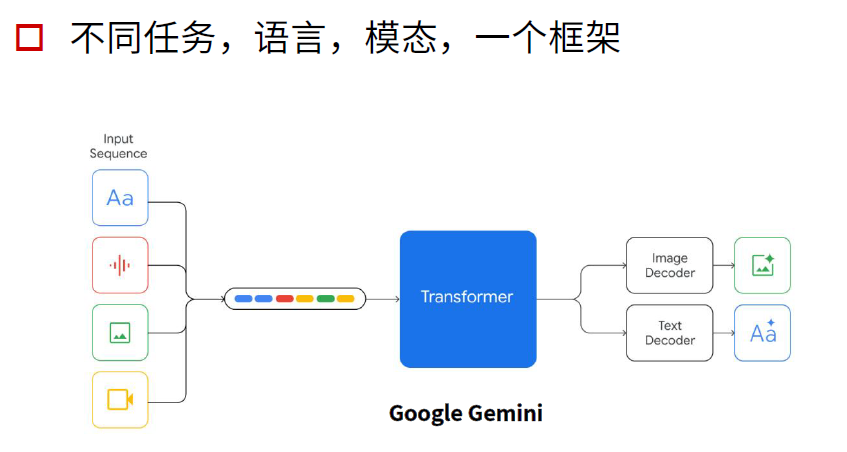 不同任务，语言，模态，一个框架
Input
Sequence
Aa
Transformer
Image
Decoder
Text
Decoder
Aa
Google Gemini